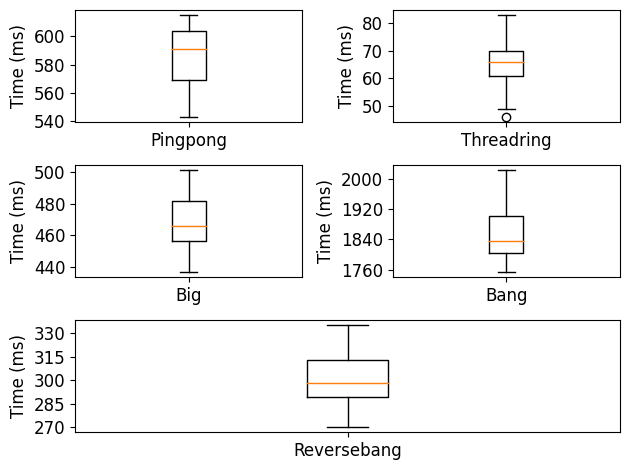 Time (ms)
600
580
560
540
Pingpong
Time (ms)
80
70
60
50
Threadring
Time (ms)
500
480
460
440
Big
Time (ms)
2000
1920
1840
1760
Bang
Time (ms)
330
315
300
285
270
Reversebang